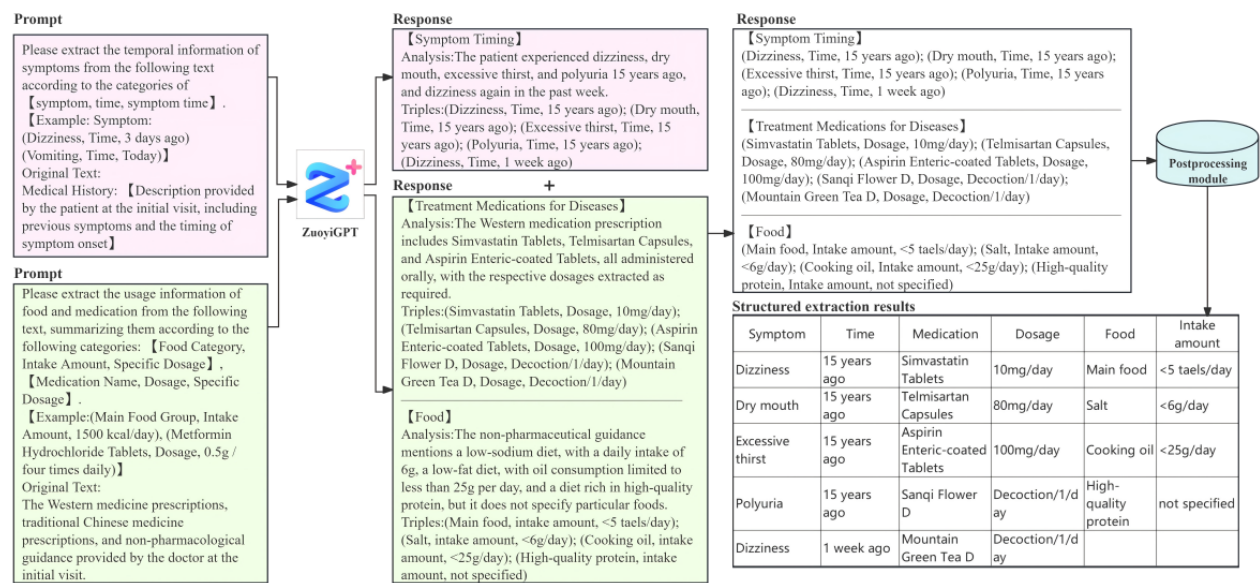 Prompt
Please extract the temporal information of
symptoms from the following text
according to the categories of
【symptom, time, symptom time】.
【Example: Symptom:
(Dizziness, Time, 3 days ago)
(Vomiting, Time, Today)】
Original Text:
Medical History: 【Description provided
by the patient at the initial visit, including
previous symptoms and the timing of
symptom onset】
Prompt
Please extract the usage information of
food and medication from the following
text, summarizing them according to the
following categories: 【Food Category,
Intake Amount, Specific Dosage】,
【Medication Name, Dosage, Specific
Dosage】.
【Example:(Main Food Group, Intake
Amount, 1500 kcal/day), (Metformin
Hydrochloride Tablets, Dosage, 0.5g /
four times daily)】
Original Text:
The Western medicine prescriptions,
traditional Chinese medicine
prescriptions, and non-pharmacological
guidance provided by the doctor at the
initial visit.
ZuoyiGPT
Response
【Symptom Timing】
Analysis:The patient experienced dizziness, dry
mouth, excessive thirst, and polyuria 15 years ago,
and dizziness again in the past week.
Triples:(Dizziness, Time, 15 years ago); (Dry mouth,
Time, 15 years ago); (Excessive thirst, Time, 15
years ago); (Polyuria, Time, 15 years ago);
(Dizziness, Time, 1 week ago)
Response +
【Treatment Medications for Diseases】
Analysis:The Western medication prescription
includes Simvastatin Tablets, Telmisartan Capsules,
and Aspirin Enteric-coated Tablets, all administered
orally, with the respective dosages extracted as
required.
Triples:(Simvastatin Tablets, Dosage, 10mg/day);
(Telmisartan Capsules, Dosage, 80mg/day); (Aspirin
Enteric-coated Tablets, Dosage, 100mg/day); (Sanqi
Flower D, Dosage, Decoction/1/day); (Mountain
Green Tea D, Dosage, Decoction/1/day)
【Food】
Analysis:The non-pharmaceutical guidance
mentions a low-sodium diet, with a daily intake of
6g, a low-fat diet, with oil consumption limited to
less than 25g per day, and a diet rich in high-quality
protein, but it does not specify particular foods.
Triples:(Main food, intake amount, <5 taels/day);
(Salt, intake amount, <6g/day); (Cooking oil, intake
amount, <25g/day); (High-quality protein, intake
amount, not specified)
Response
【Symptom Timing】
(Dizziness, Time, 15 years ago); (Dry mouth, Time, 15 years ago);
(Excessive thirst, Time, 15 years ago); (Polyuria, Time, 15 years
ago); (Dizziness, Time, 1 week ago)
【Treatment Medications for Diseases】
(Simvastatin Tablets, Dosage, 10mg/day); (Telmisartan Capsules,
Dosage, 80mg/day); (Aspirin Enteric-coated Tablets, Dosage,
100mg/day); (Sanqi Flower D, Dosage, Decoction/1/day);
(Mountain Green Tea D, Dosage, Decoction/1/day)
【Food】
(Main food, Intake amount, <5 taels/day); (Salt, Intake amount,
<6g/day); (Cooking oil, Intake amount, <25g/day); (High-quality
protein, Intake amount, not specified)
Postprocessing
module
Structured extraction results
Symptom Time Medication Dosage Food Intake
amount
Dizziness 15 years
ago Simvastatin
Tablets 10mg/day Main food <5 taels/day
Dry mouth 15 years
ago Telmisartan
Capsules 80mg/day Salt <6g/day
Excessive
thirst 15 years
ago Aspirin
Enteric-coated
Tablets 100mg/day Cooking oil <25g/day
Polyuria 15 years
ago Sanqi Flower
D Decoction/1/d
ay High-
quality
protein not specified
Dizziness 1 week ago Mountain
Green Tea D Decoction/1/d
ay